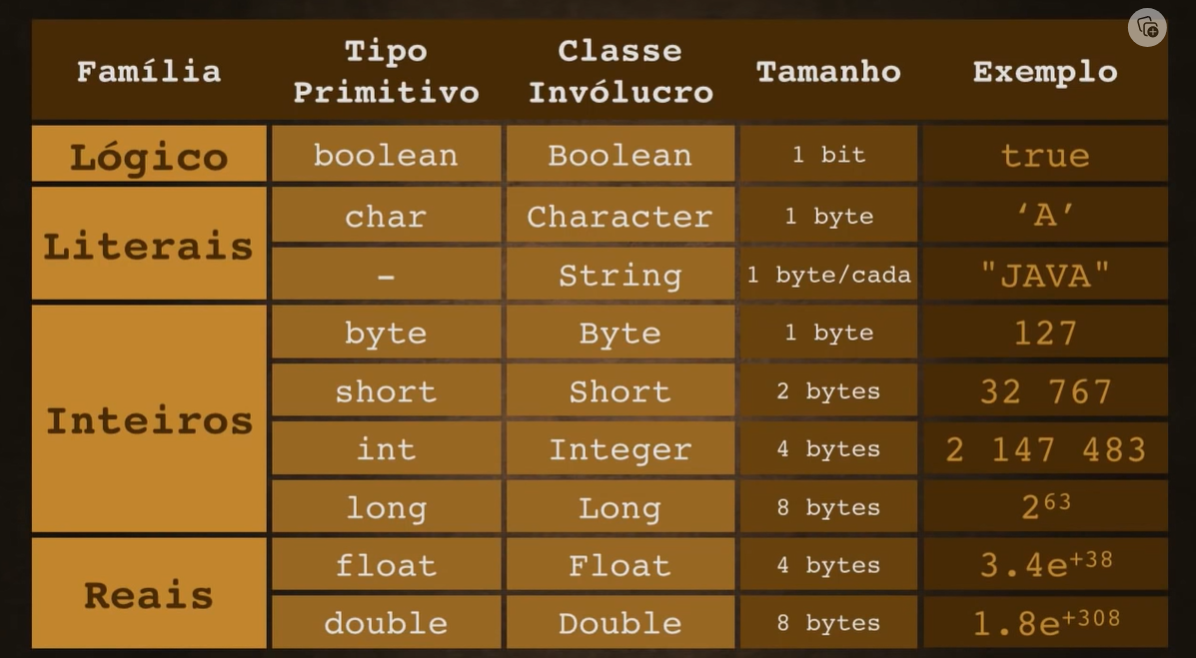 Família Tipo Primitivo Classe Invólucro Tamanho Exemplo
Lógico boolean Boolean 1 bit true
Literais char Character 1 byte ‘A’
– String 1 byte/cada "JAVA"
Inteiros byte Byte 1 byte 127
short Short 2 bytes 32 767
int Integer 4 bytes 2 147 483
long Long 8 bytes 2⁶³
Reais float Float 4 bytes 3.4e⁺³⁸
double Double 8 bytes 1.8e⁺³⁰⁸